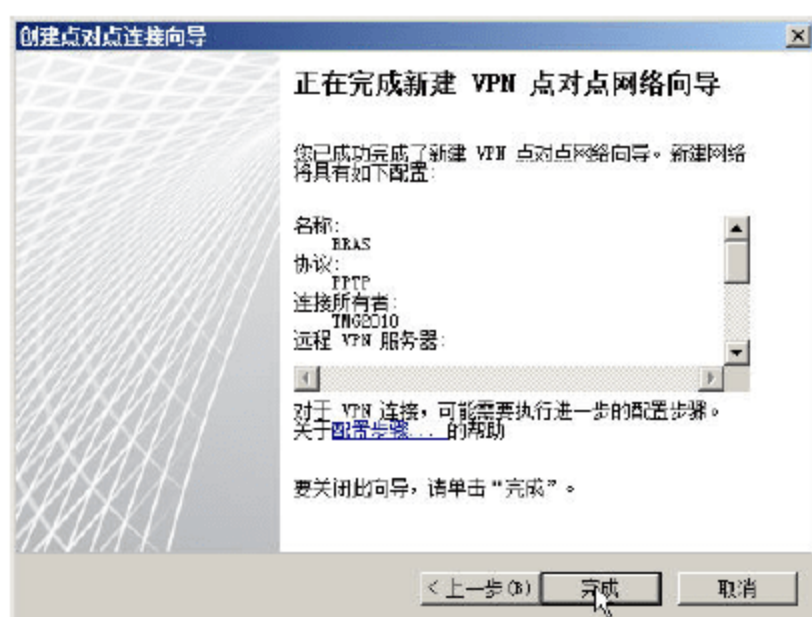 创建点对点连接向导
正在完成新建 VPN 点对点网络向导
您已成功完成了新建 VPN 点对点网络向导。新建网络
将具有如下配置:
名称:
RRAS
协议:
PPTP
连接所有者:
TMG2010
远程 VPN 服务器:
对于 VPN 连接，可能需要执行进一步的配置步骤。
关于配置步骤... 的帮助
要关闭此向导，请单击“完成”。
< 上一步(B)
完成
取消